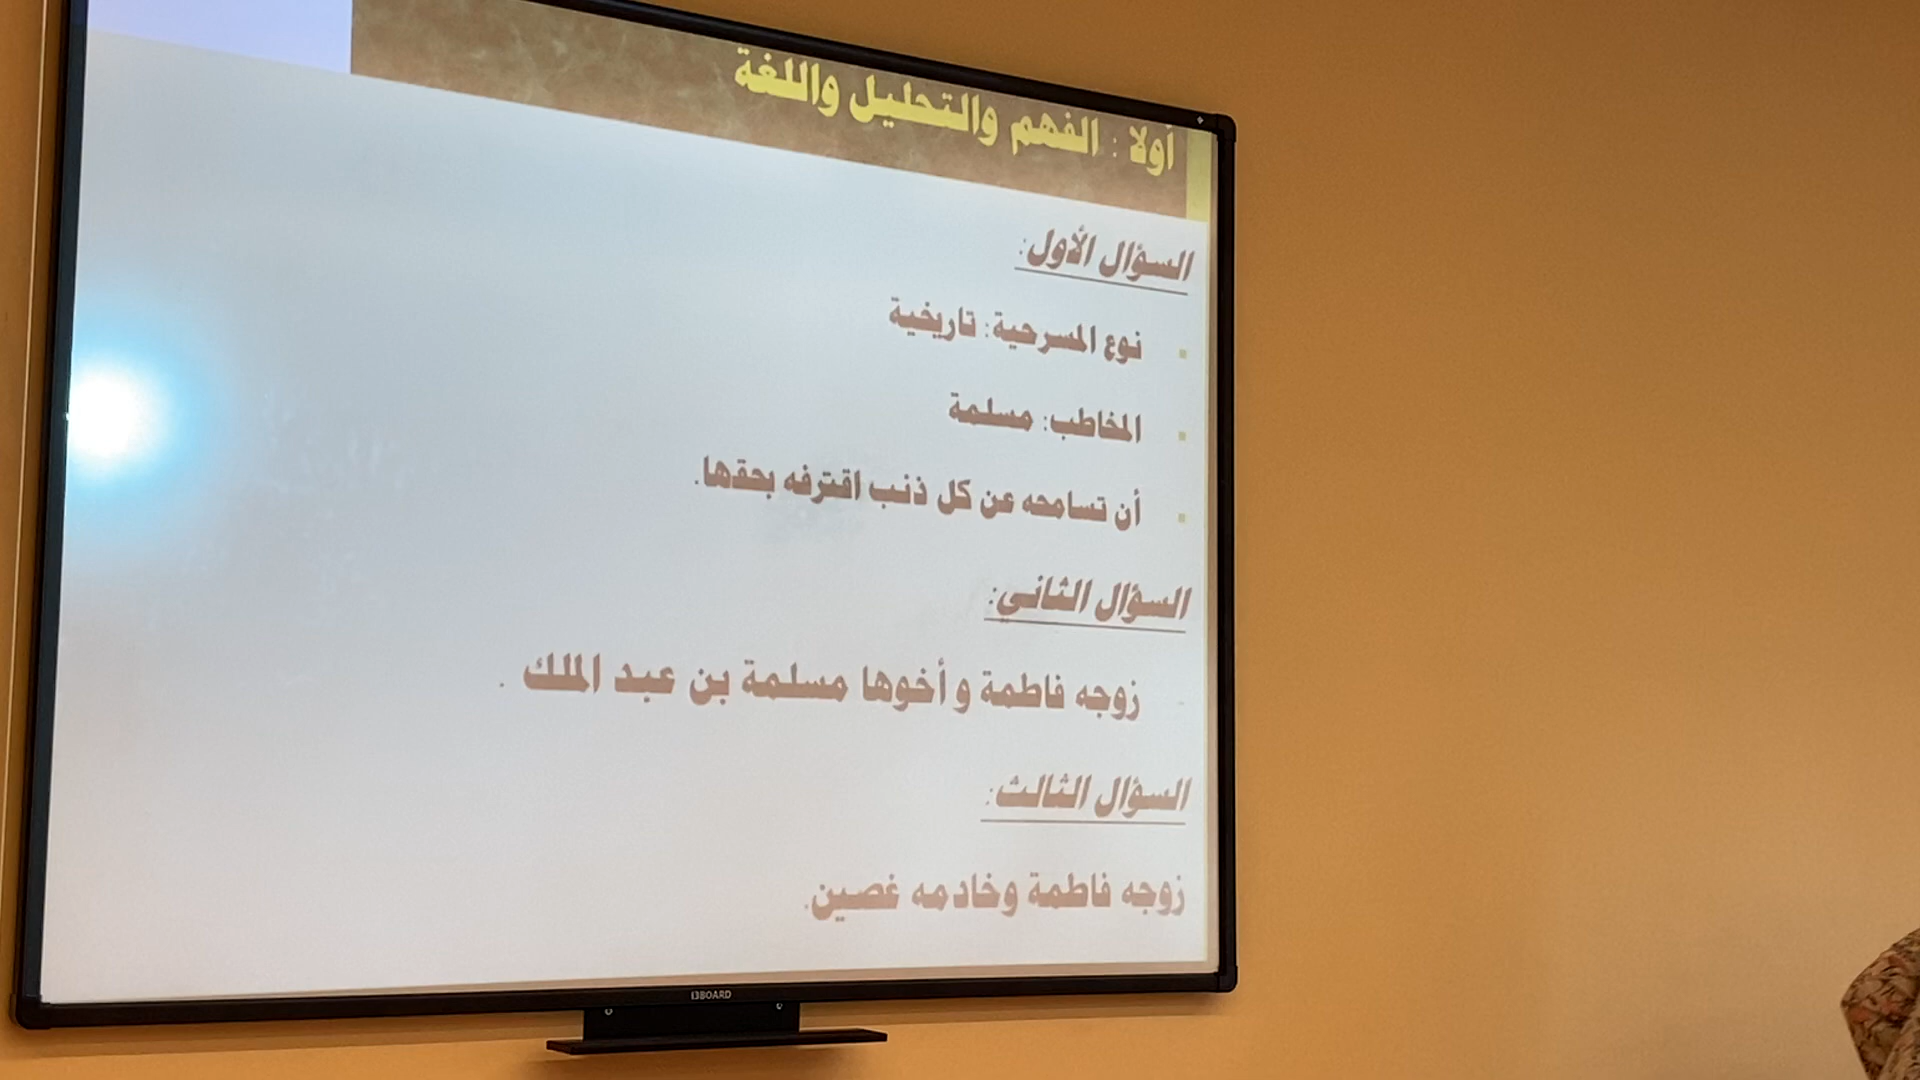 أولا : الفهم والتحليل واللغة
السؤال الأول:
نوع المسرحية: تاريخية
المخاطب: مسلمة
أن تسامحه عن كل ذنب اقترفه بحقها.
السؤال الثاني:
زوجه فاطمة و أخوها مسلمة بن عبد الملك .
السؤال الثالث:
زوجه فاطمة وخادمه غصين.
I3BOARD